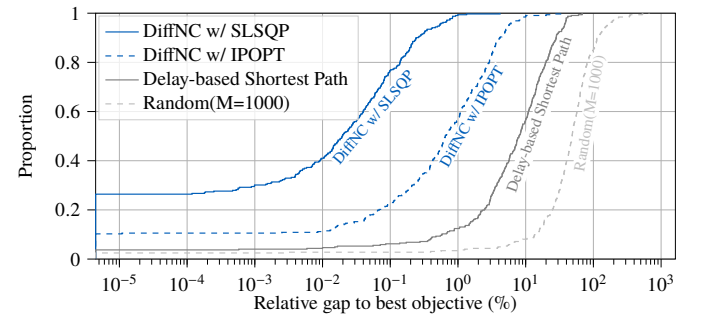 1
0.8
0.6
0.4
0.2
0
Proportion
DiffNC w/ SLSQP
DiffNC w/ IPOPT
Delay-based Shortest Path
Random(M=1000)
DiffNC w/ SLSQP
DiffNC w/ IPOPT
Delay-based Shortest Path
Random(M=1000)
10⁻⁵ 10⁻⁴ 10⁻³ 10⁻² 10⁻¹ 10⁰ 10¹ 10² 10³
Relative gap to best objective (%)